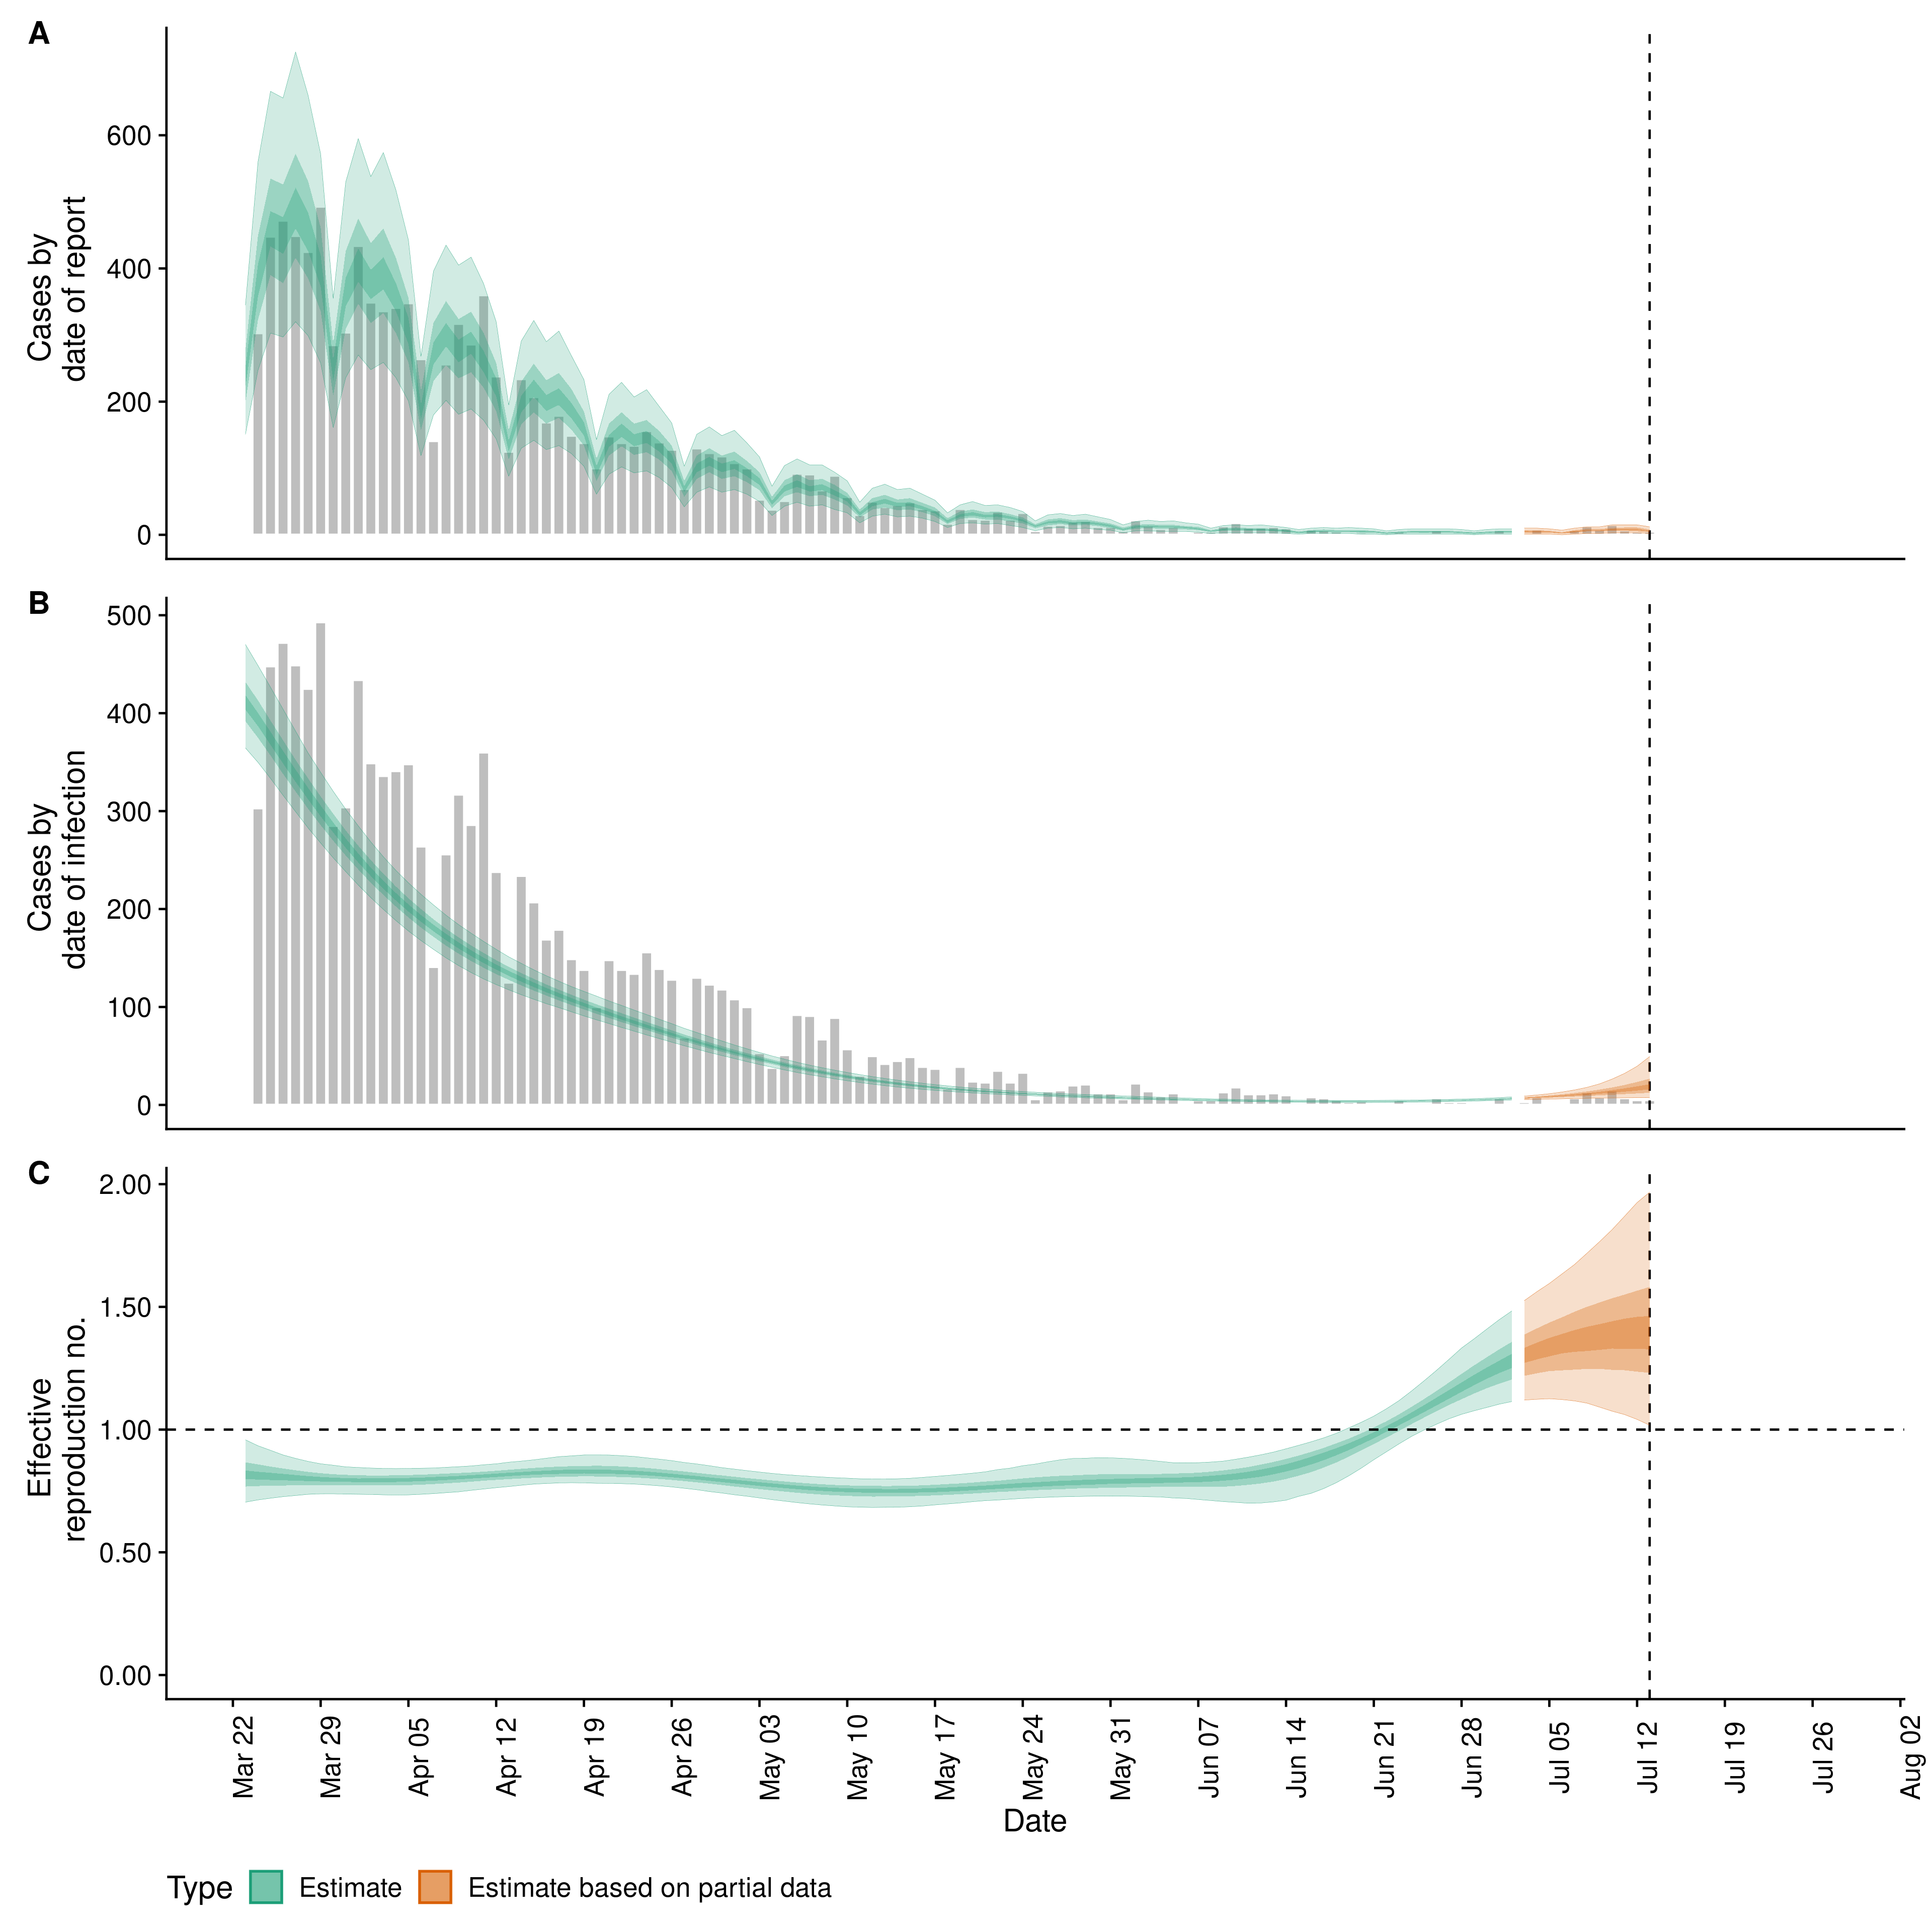 A
Cases by
date of report
600
400
200
0
B
Cases by
date of infection
500
400
300
200
100
0
C
Effective
reproduction no.
2.00
1.50
1.00
0.50
0.00
Mar 22
Mar 29
Apr 05
Apr 12
Apr 19
Apr 26
May 03
May 10
May 17
May 24
May 31
Jun 07
Jun 14
Jun 21
Jun 28
Jul 05
Jul 12
Jul 19
Jul 26
Aug 02
Date
Type Estimate Estimate based on partial data